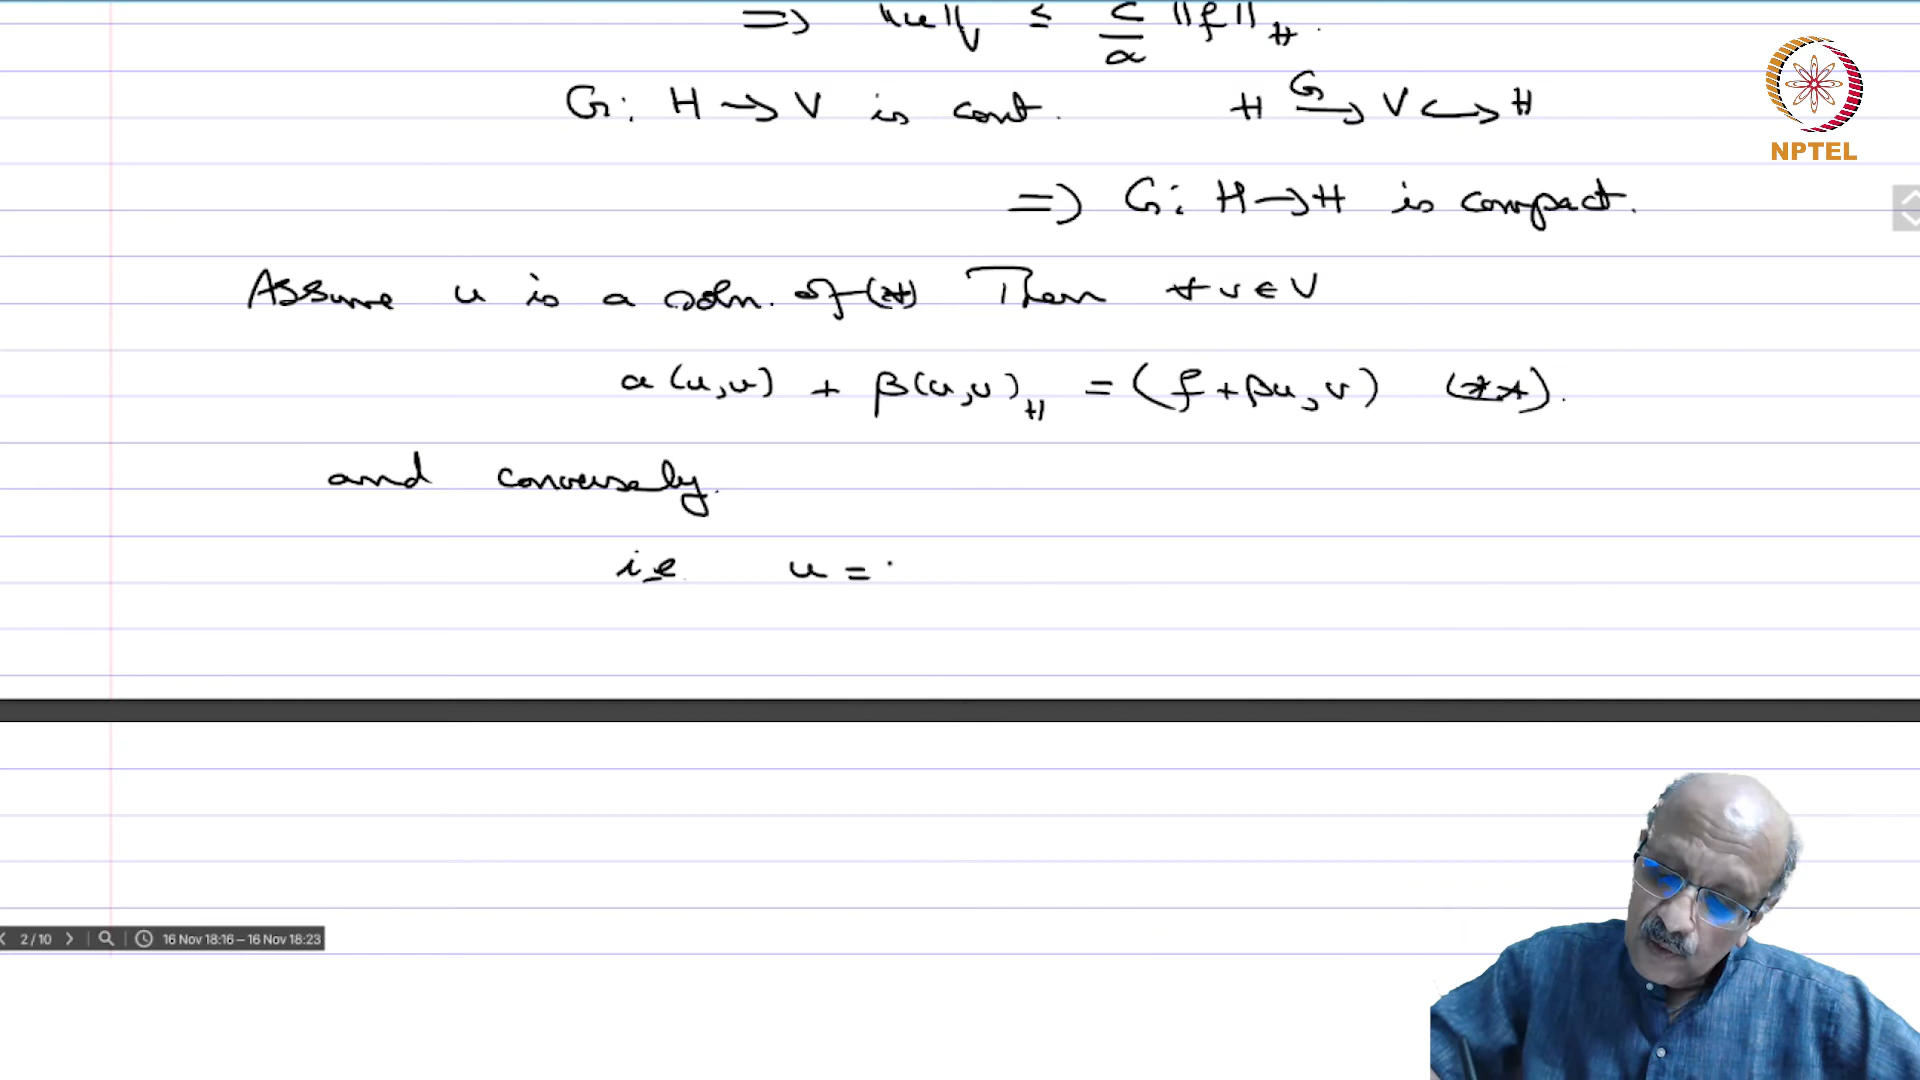 => ||u||_V ≤ C/α ||f||_H.
G: H → V is cont. H →^G V ↪ H
NPTEL
=> G: H → H is compact.
Assume u is a soln. of (*) Then ∀ v ∈ V
a(u,v) + β(u,v)_H = (f + βu, v) (**).
and conversely.
i.e. u =
2 / 10 16 Nov 18:16 – 16 Nov 18:23